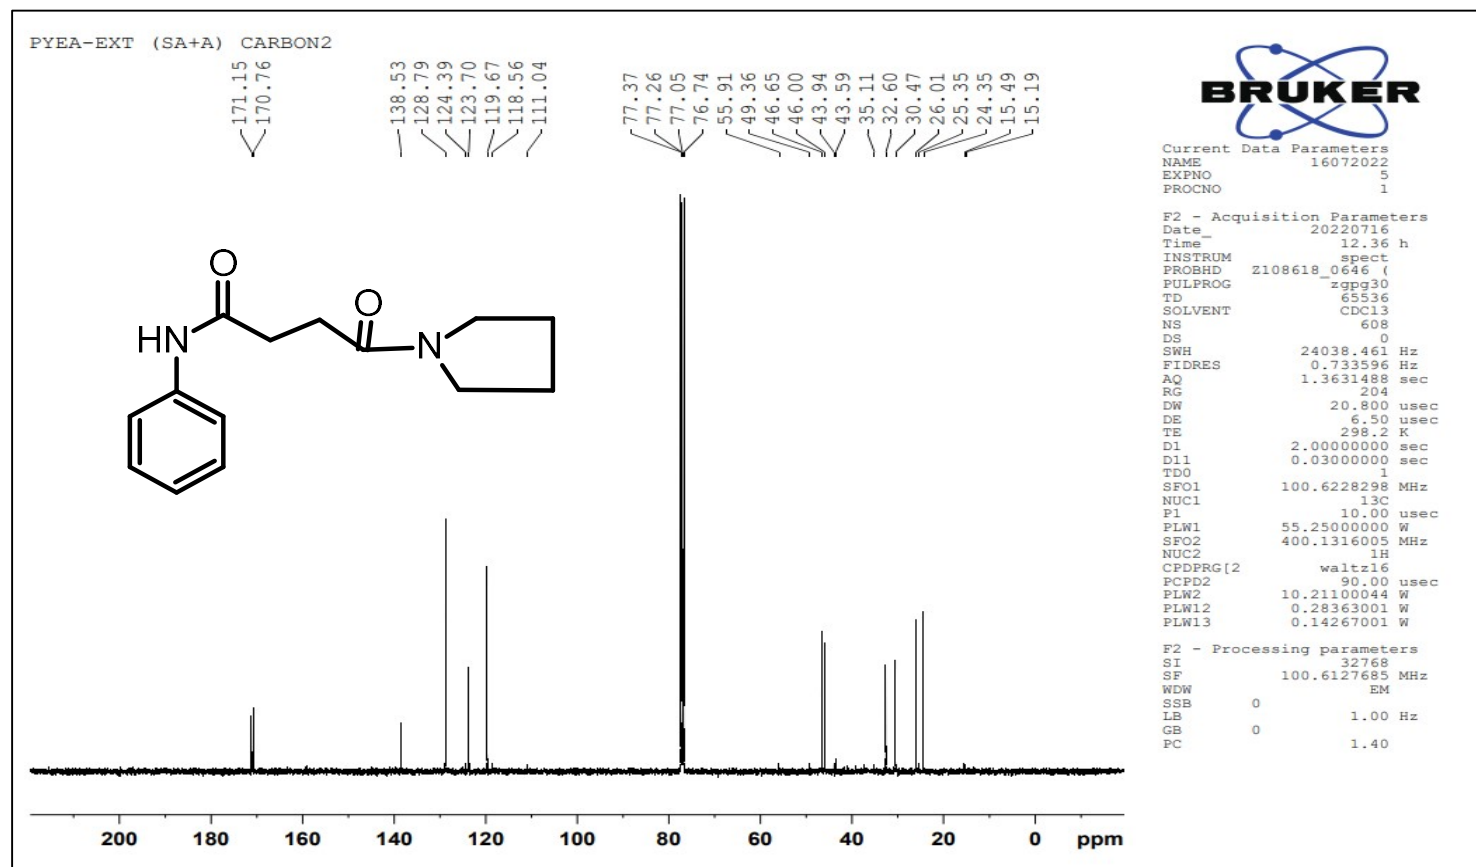 PYEA-EXT (SA+A) CARBON2
171.15
170.76
138.53
128.79
124.39
123.70
119.67
118.56
111.04
77.37
77.26
77.05
76.74
55.91
49.36
46.65
46.00
43.94
43.59
35.11
32.60
30.47
26.01
25.35
24.35
15.49
15.19
O
O
HN
N
200 180 160 140 120 100 80 60 40 20 0 ppm
BRUKER
Current Data Parameters
NAME 16072022
EXPNO 5
PROCNO 1
F2 - Acquisition Parameters
Date_ 20220716
Time 12.36 h
INSTRUM spect
PROBHD Z108618_0646 (
PULPROG zgpg30
TD 65536
SOLVENT CDCl3
NS 608
DS 0
SWH 24038.461 Hz
FIDRES 0.733596 Hz
AQ 1.3631488 sec
RG 204
DW 20.800 usec
DE 6.50 usec
TE 298.2 K
D1 2.00000000 sec
D11 0.03000000 sec
TD0 1
SFO1 100.6228298 MHz
NUC1 13C
P1 10.00 usec
PLW1 55.25000000 W
SFO2 400.1316005 MHz
NUC2 1H
CPDPRG[2 waltz16
PCPD2 90.00 usec
PLW2 10.21100044 W
PLW12 0.28363001 W
PLW13 0.14267001 W
F2 - Processing parameters
SI 32768
SF 100.6127685 MHz
WDW EM
SSB 0
LB 1.00 Hz
GB 0
PC 1.40